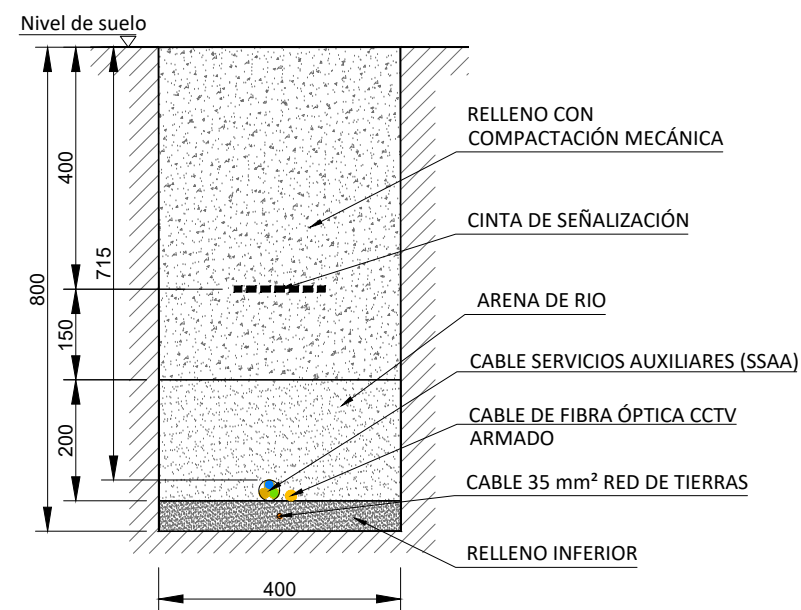 Nivel de suelo
RELLENO CON
COMPACTACIÓN MECÁNICA
400
CINTA DE SEÑALIZACIÓN
715
800
ARENA DE RIO
150
CABLE SERVICIOS AUXILIARES (SSAA)
CABLE DE FIBRA ÓPTICA CCTV
ARMADO
200
CABLE 35 mm² RED DE TIERRAS
RELLENO INFERIOR
400